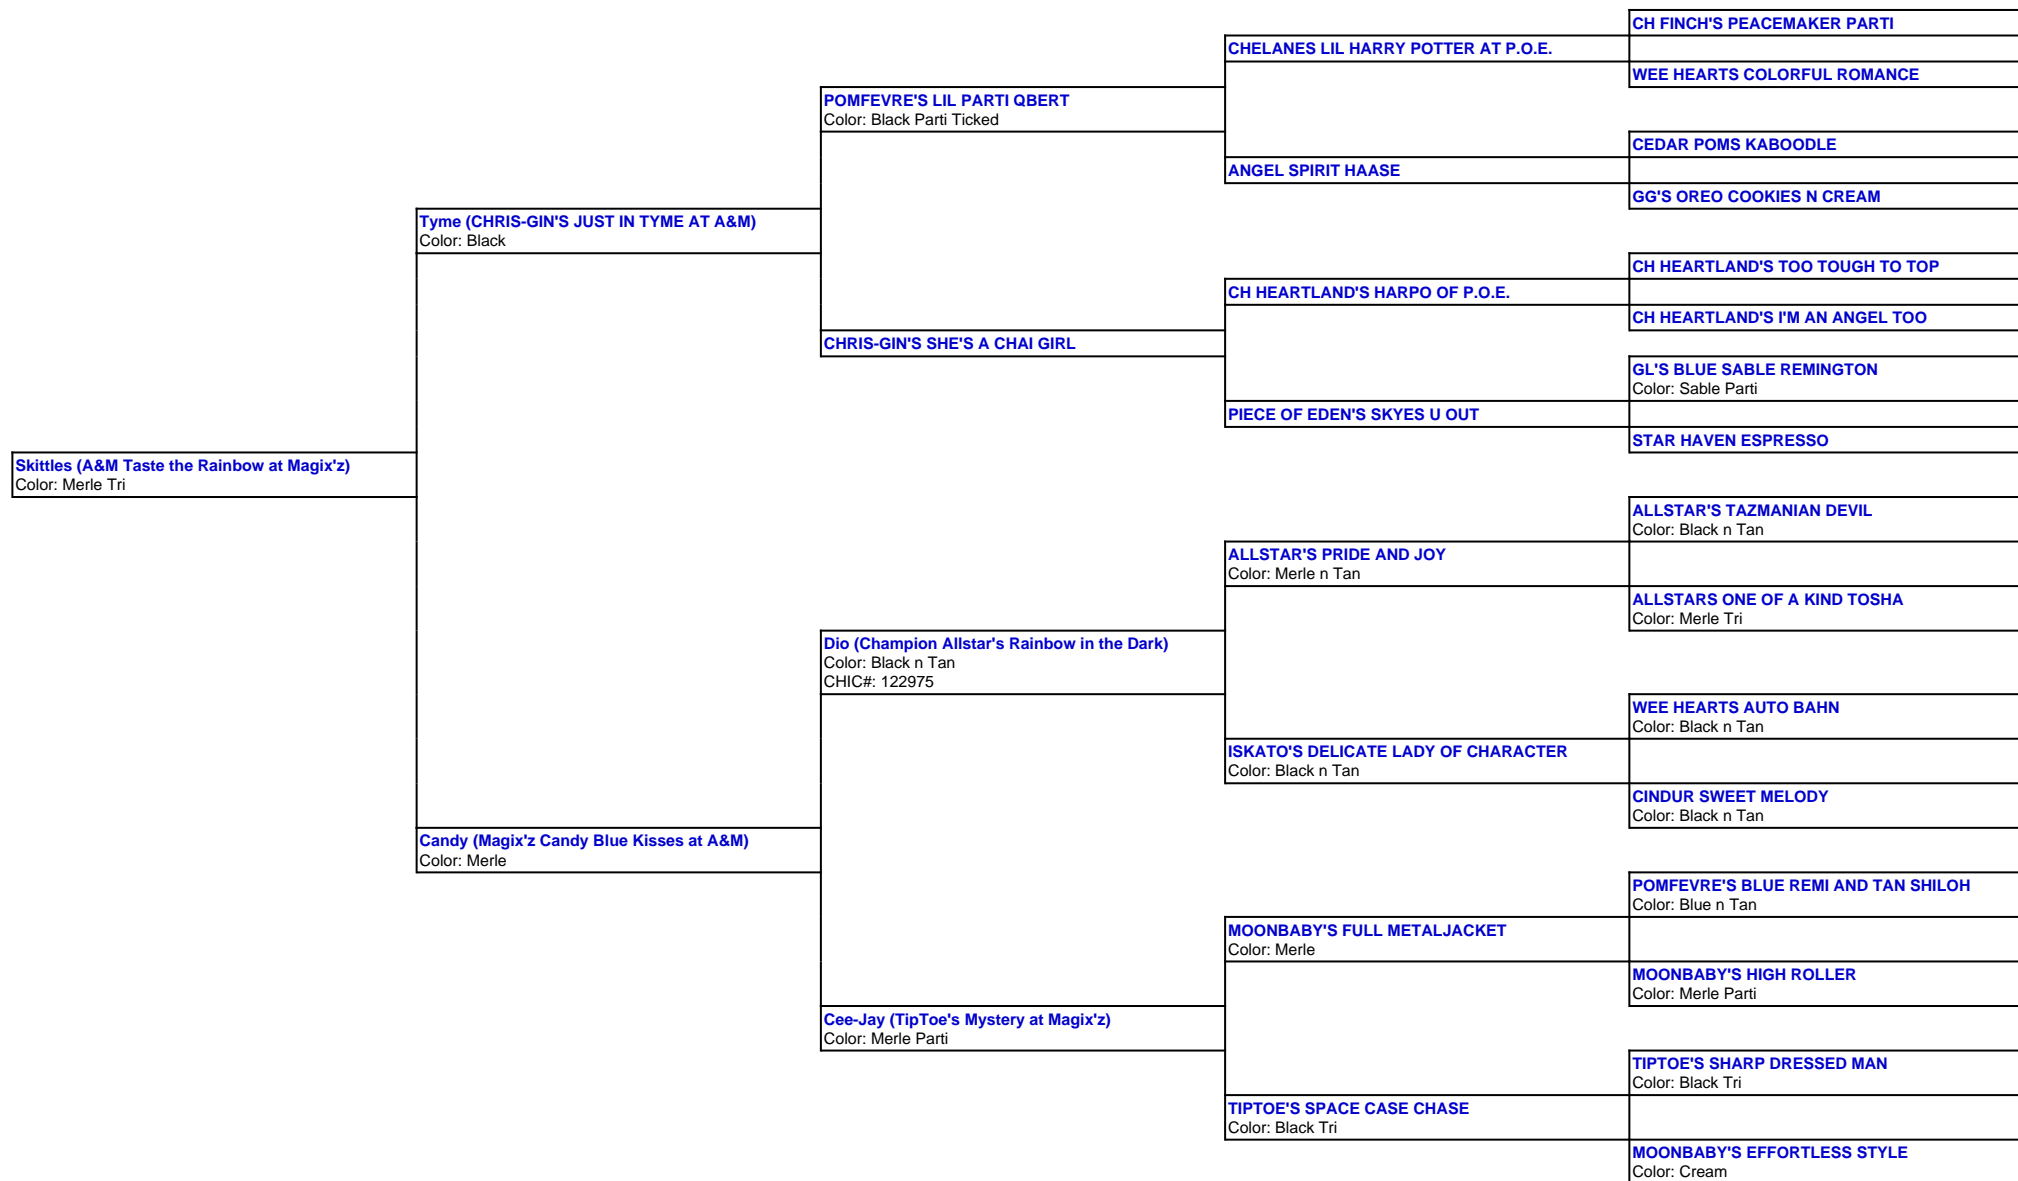 CH FINCH'S PEACEMAKER PARTI
CHELANES LIL HARRY POTTER AT P.O.E.
WEE HEARTS COLORFUL ROMANCE
POMFEVRE'S LIL PARTI QBERT
Color: Black Parti Ticked
CEDAR POMS KABOODLE
ANGEL SPIRIT HAASE
GG'S OREO COOKIES N CREAM
Tyme (CHRIS-GIN'S JUST IN TYME AT A&M)
Color: Black
CH HEARTLAND'S TOO TOUGH TO TOP
CH HEARTLAND'S HARPO OF P.O.E.
CH HEARTLAND'S I'M AN ANGEL TOO
CHRIS-GIN'S SHE'S A CHAI GIRL
GL'S BLUE SABLE REMINGTON
Color: Sable Parti
PIECE OF EDEN'S SKYES U OUT
STAR HAVEN ESPRESSO
Skittles (A&M Taste the Rainbow at Magix'z)
Color: Merle Tri
ALLSTAR'S TAZMANIAN DEVIL
Color: Black n Tan
ALLSTAR'S PRIDE AND JOY
Color: Merle n Tan
ALLSTARS ONE OF A KIND TOSHA
Color: Merle Tri
Dio (Champion Allstar's Rainbow in the Dark)
Color: Black n Tan
CHIC#: 122975
WEE HEARTS AUTO BAHN
Color: Black n Tan
ISKATO'S DELICATE LADY OF CHARACTER
Color: Black n Tan
CINDUR SWEET MELODY
Color: Black n Tan
Candy (Magix'z Candy Blue Kisses at A&M)
Color: Merle
POMFEVRE'S BLUE REMI AND TAN SHILOH
Color: Blue n Tan
MOONBABY'S FULL METALJACKET
Color: Merle
MOONBABY'S HIGH ROLLER
Color: Merle Parti
Cee-Jay (TipToe's Mystery at Magix'z)
Color: Merle Parti
TIPTOE'S SHARP DRESSED MAN
Color: Black Tri
TIPTOE'S SPACE CASE CHASE
Color: Black Tri
MOONBABY'S EFFORTLESS STYLE
Color: Cream